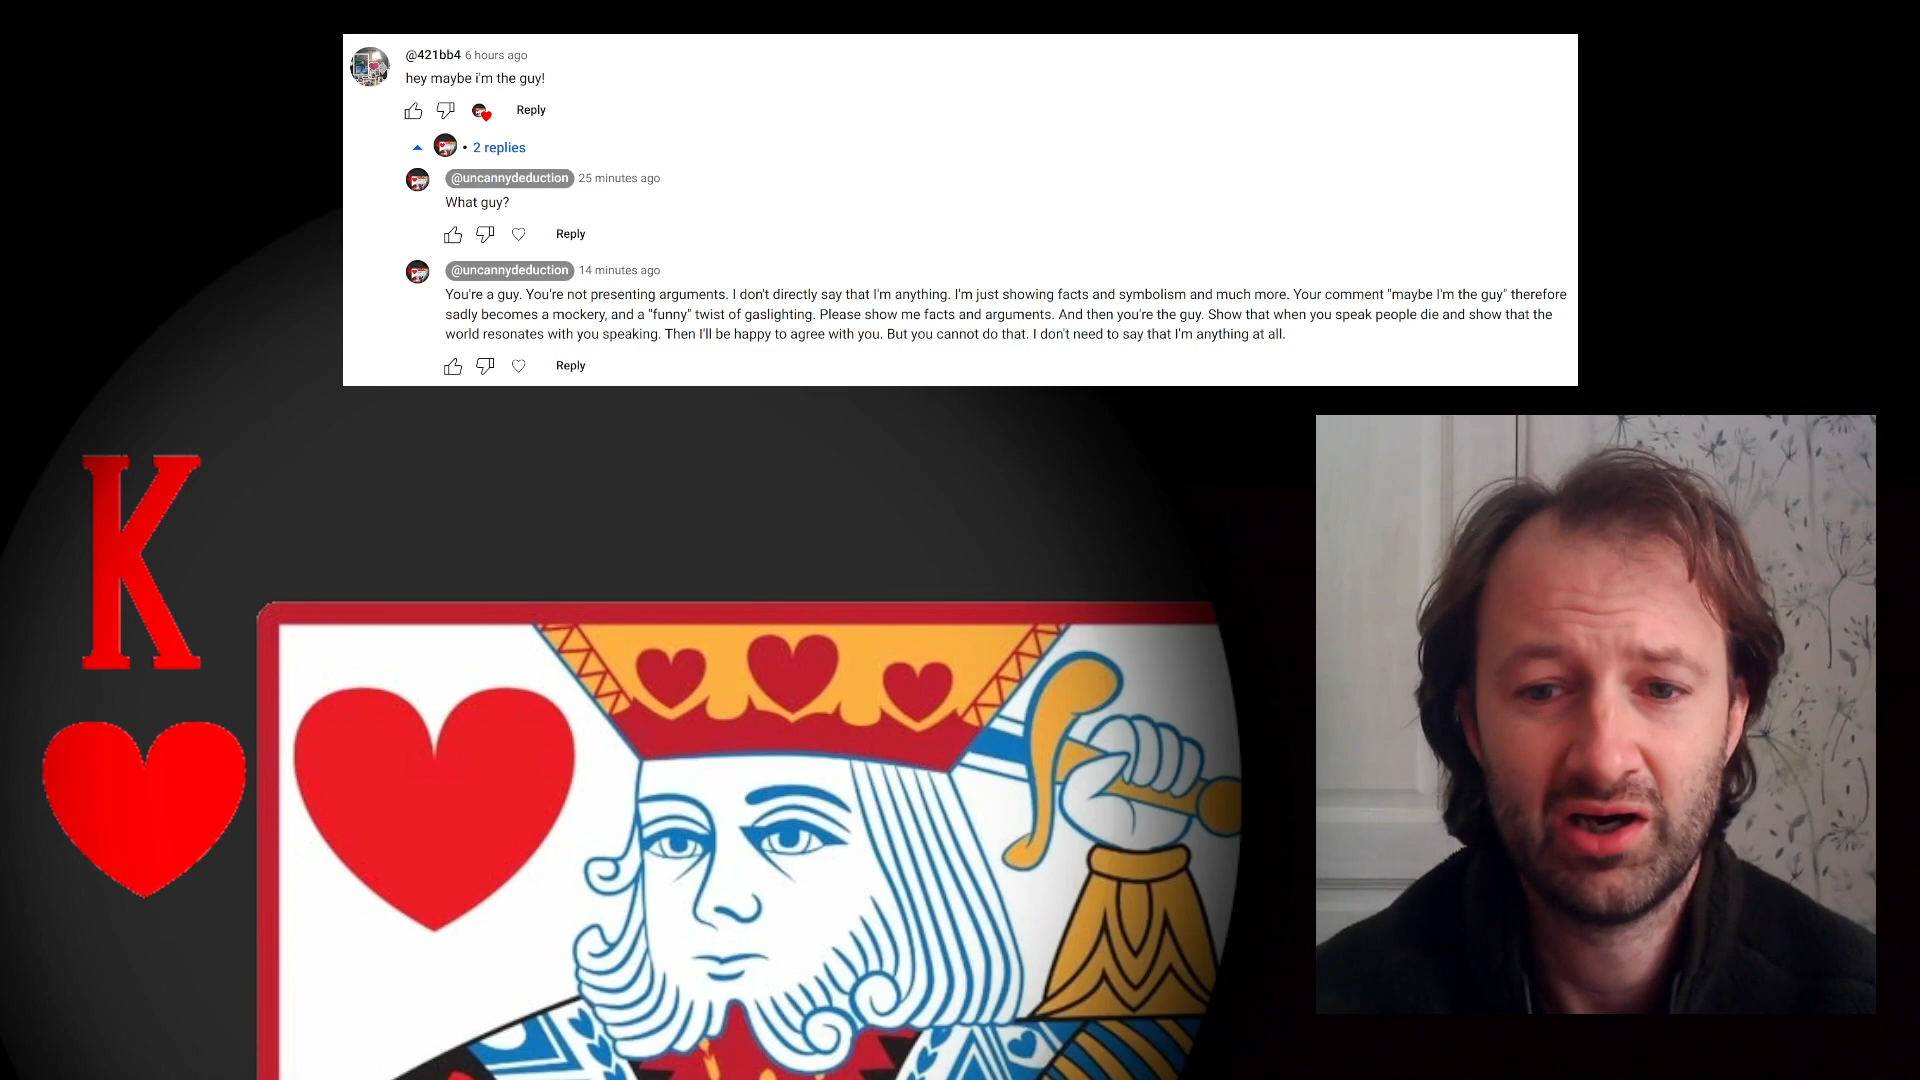 @421bb4 6 hours ago
hey maybe i'm the guy!
Reply
• 2 replies
@uncannydeduction 25 minutes ago
What guy?
Reply
@uncannydeduction 14 minutes ago
You're a guy. You're not presenting arguments. I don't directly say that I'm anything. I'm just showing facts and symbolism and much more. Your comment "maybe I'm the guy" therefore
sadly becomes a mockery, and a "funny" twist of gaslighting. Please show me facts and arguments. And then you're the guy. Show that when you speak people die and show that the
world resonates with you speaking. Then I'll be happy to agree with you. But you cannot do that. I don't need to say that I'm anything at all.
Reply
K